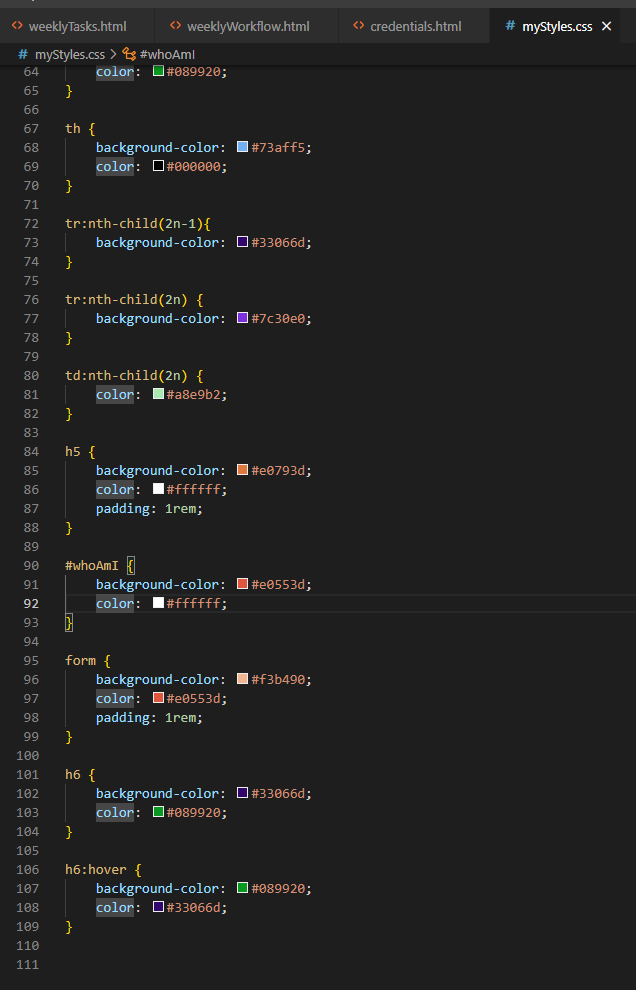 weeklyTasks.html weeklyWorkflow.html credentials.html # myStyles.css ×
# myStyles.css > #whoAmI
64 color: #089920;
65 }
66
67 th {
68 background-color: #73aff5;
69 color: #000000;
70 }
71
72 tr:nth-child(2n-1){
73 background-color: #33066d;
74 }
75
76 tr:nth-child(2n) {
77 background-color: #7c30e0;
78 }
79
80 td:nth-child(2n) {
81 color: #a8e9b2;
82 }
83
84 h5 {
85 background-color: #e0793d;
86 color: #ffffff;
87 padding: 1rem;
88 }
89
90 #whoAmI {
91 background-color: #e0553d;
92 color: #ffffff;
93 }
94
95 form {
96 background-color: #f3b490;
97 color: #e0553d;
98 padding: 1rem;
99 }
100
101 h6 {
102 background-color: #33066d;
103 color: #089920;
104 }
105
106 h6:hover {
107 background-color: #089920;
108 color: #33066d;
109 }
110
111